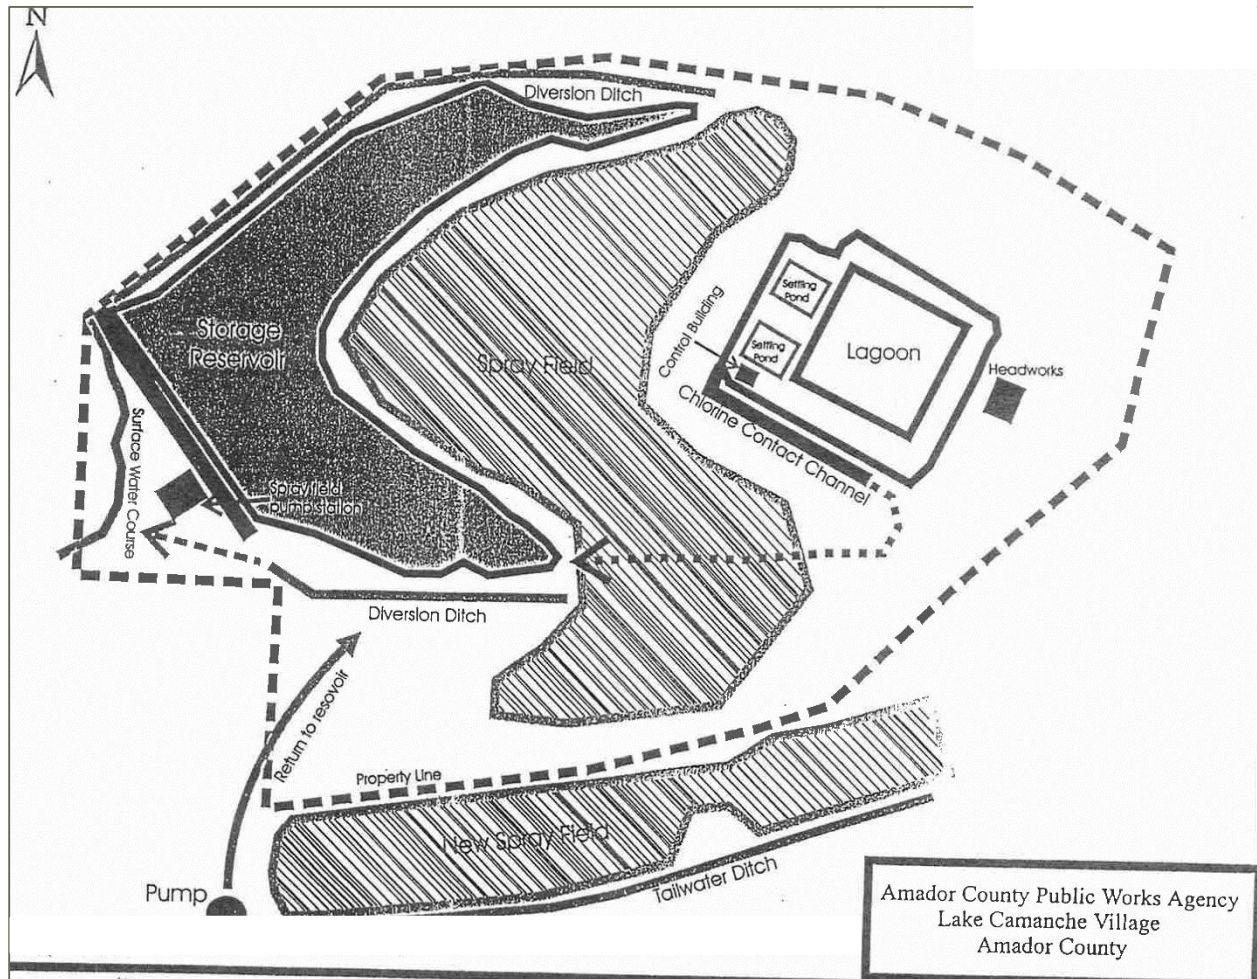 N
Diversion Ditch
Storage
Reservoir
Spray Field
Settling
Pond
Settling
Pond
Control Building
Lagoon
Headworks
Chlorine Contact Channel
Surface Water Course
Spray field
pump station
Diversion Ditch
Return to resovoir
Property Line
New Spray Field
Tailwater Ditch
Pump
Amador County Public Works Agency
Lake Camanche Village
Amador County